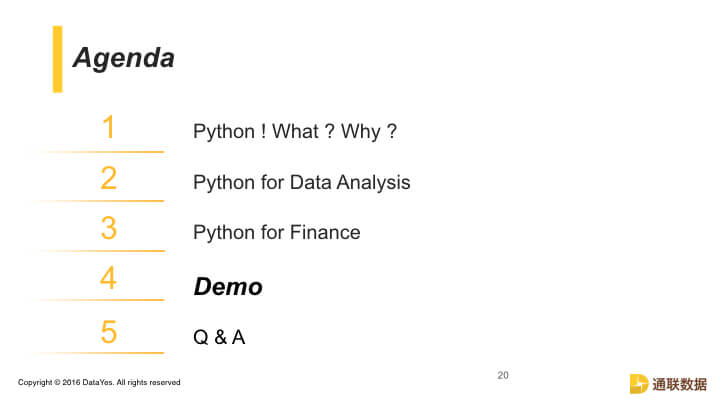 Agenda
1 Python ! What ? Why ?
2 Python for Data Analysis
3 Python for Finance
4 Demo
5 Q & A
Copyright © 2016 DataYes. All rights reserved
20
通联数据